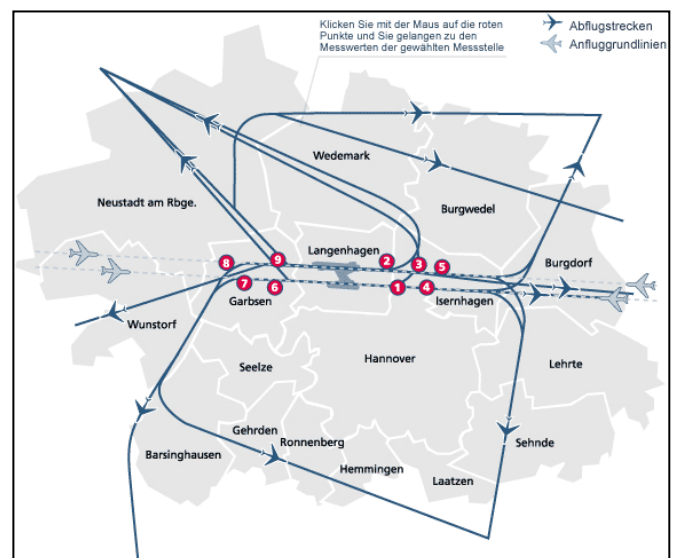 Klicken Sie mit der Maus auf die roten
Punkte und Sie gelangen zu den
Messwerten der gewählten Messstelle
Abflugstrecken
Anfluggrundlinien
Wedemark
Neustadt am Rbge.
Burgwedel
Langenhagen
8
9
2
3
5
Burgdorf
7
6
1
4
Garbsen
Isernhagen
Wunstorf
Seelze
Hannover
Lehrte
Gehrden
Ronnenberg
Sehnde
Barsinghausen
Hemmingen
Laatzen